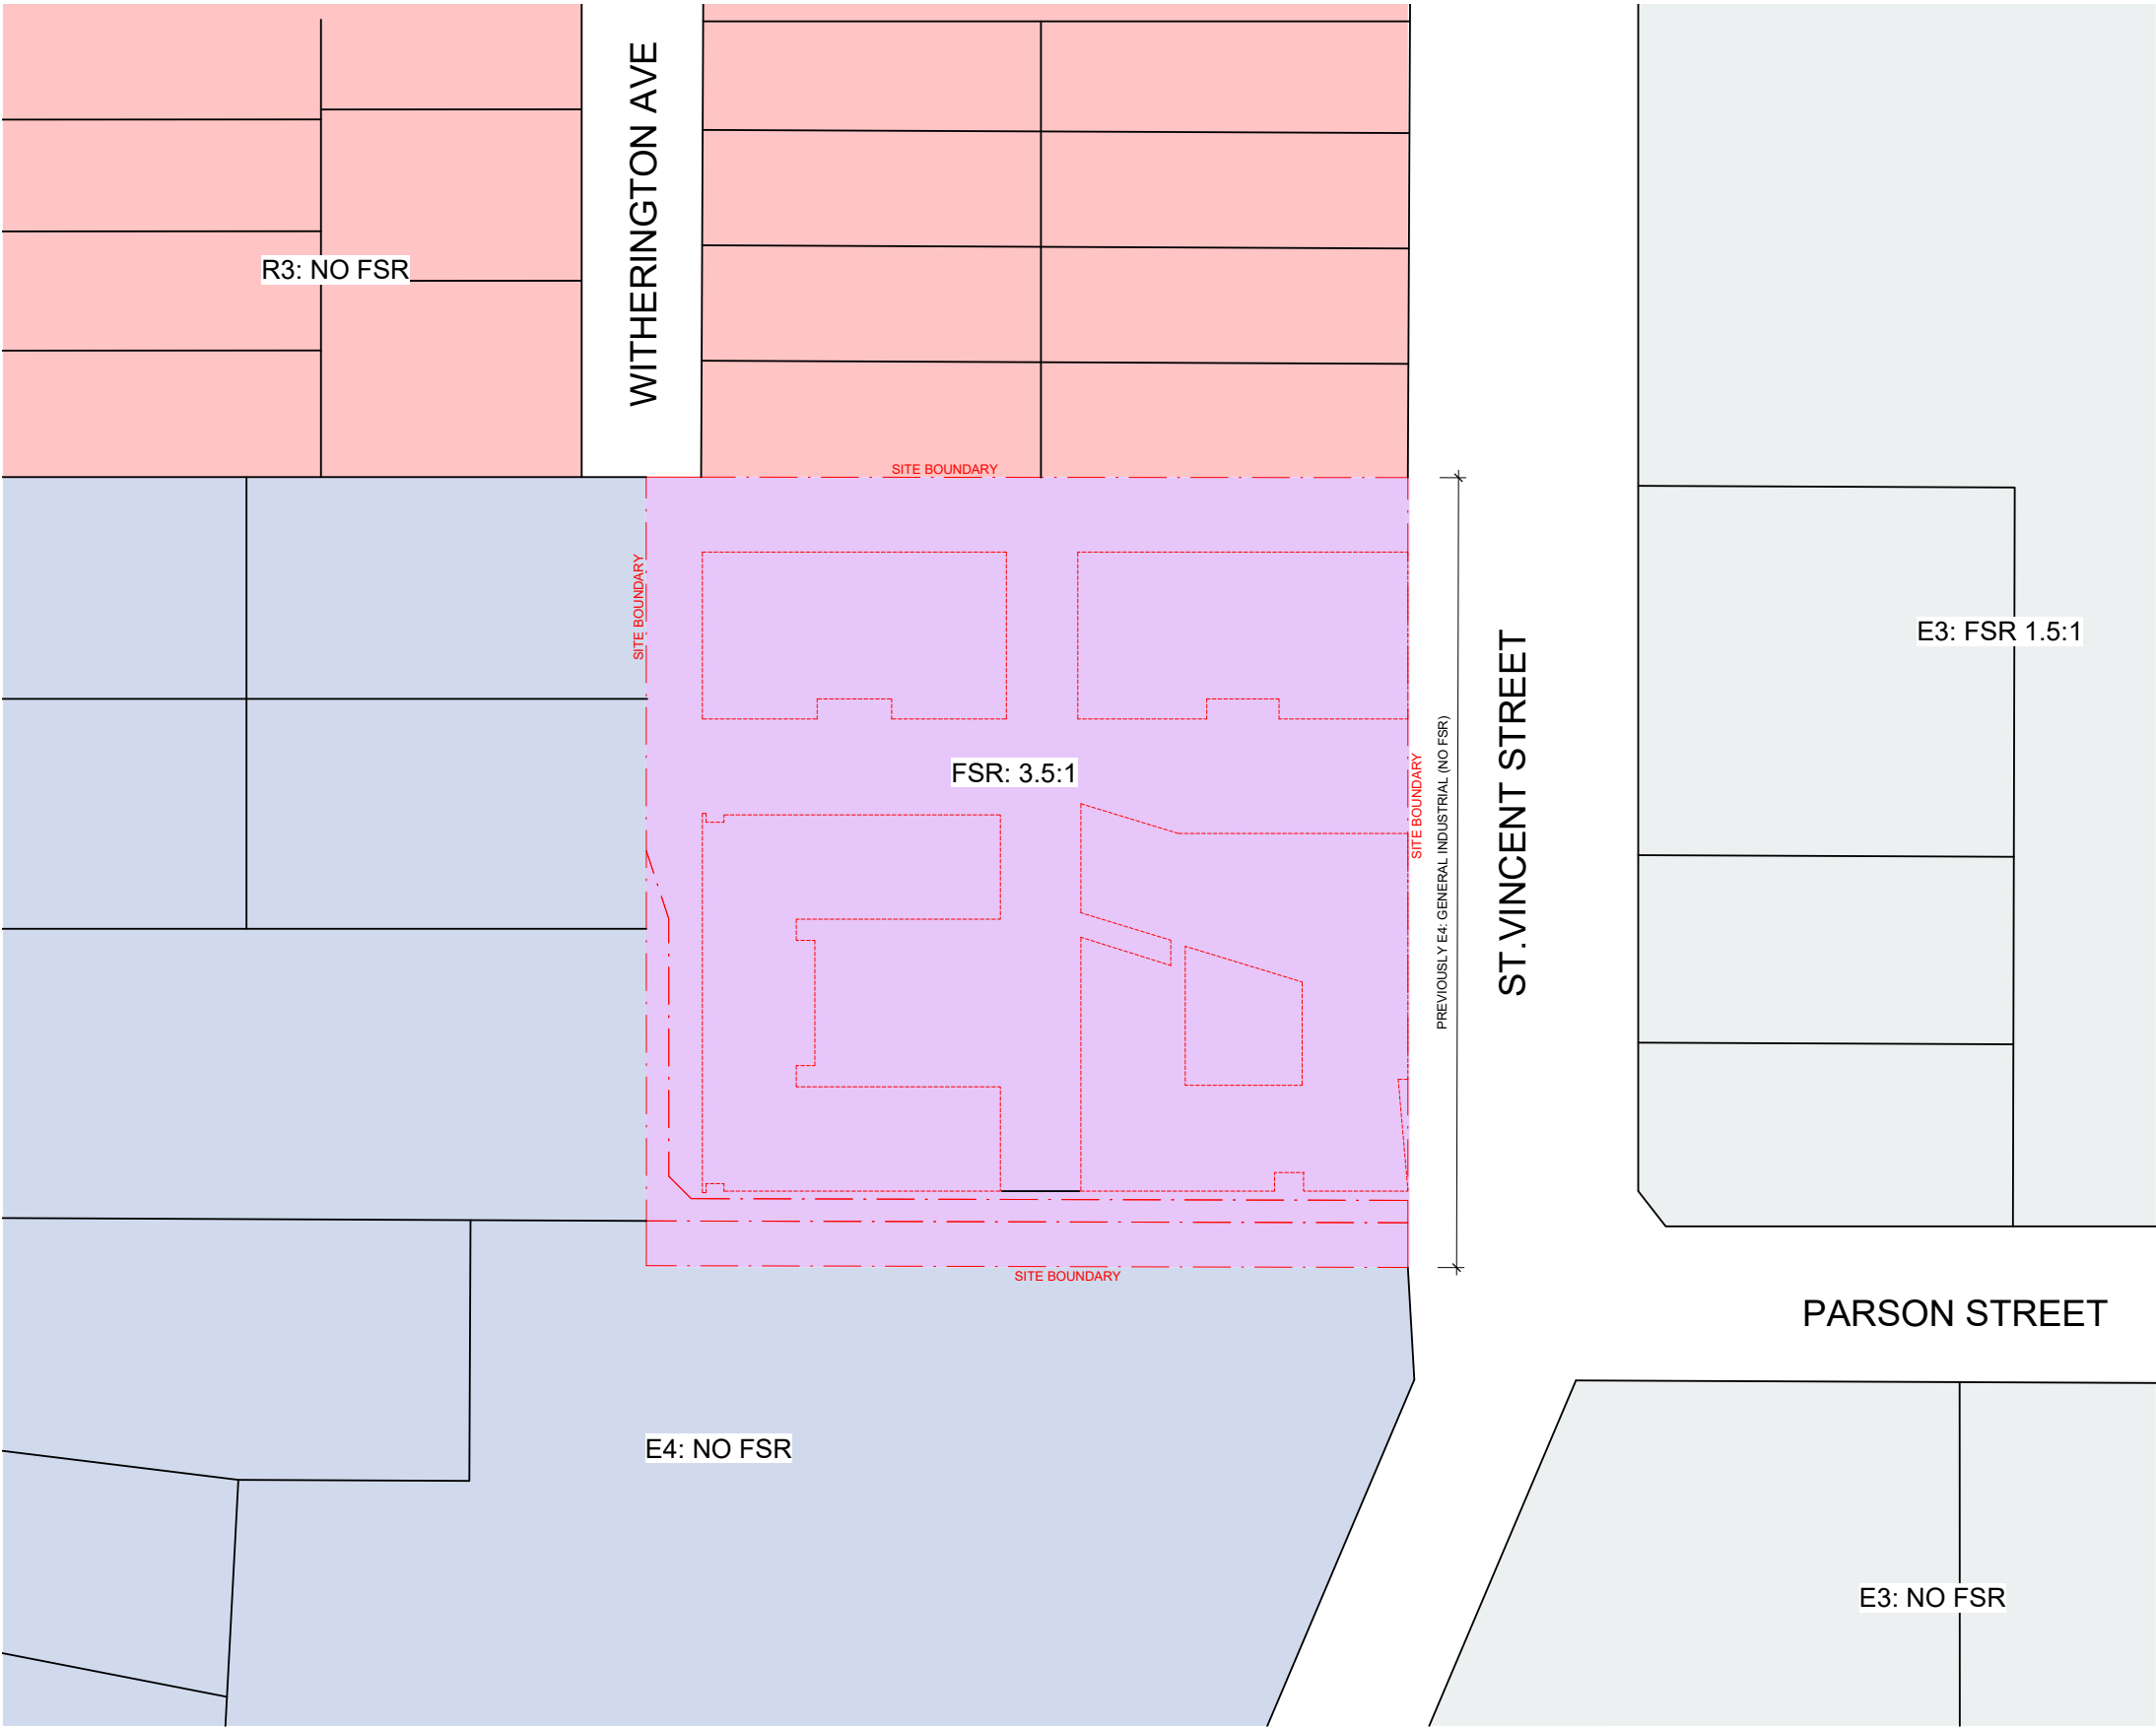 WITHERINGTON AVE
R3: NO FSR
SITE BOUNDARY
SITE BOUNDARY
E3: FSR 1.5:1
FSR: 3.5:1
SITE BOUNDARY
PREVIOUSLY E4: GENERAL INDUSTRIAL (NO FSR)
ST.VINCENT STREET
SITE BOUNDARY
PARSON STREET
E4: NO FSR
E3: NO FSR